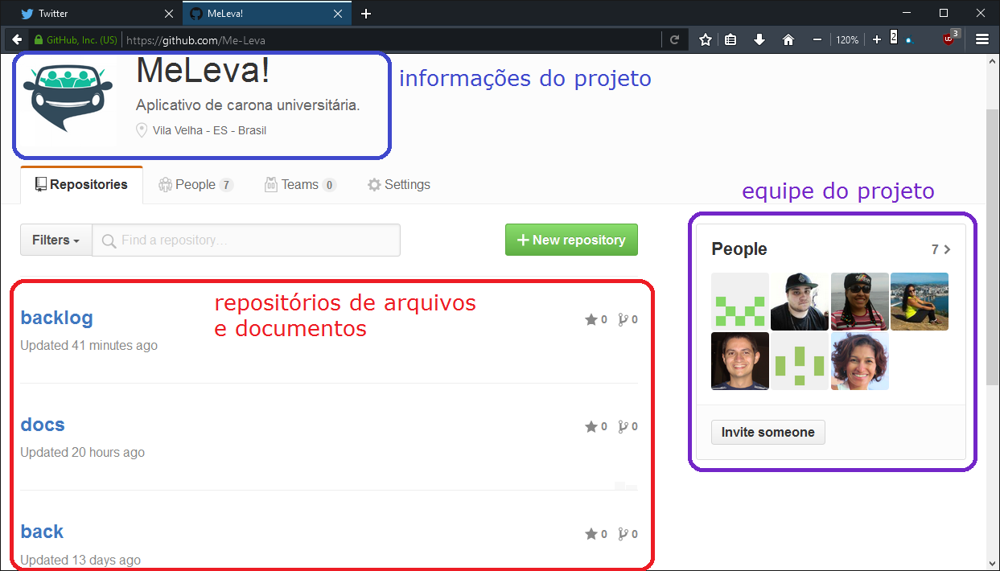 Twitter
MeLeva!
GitHub, Inc. (US)
https://github.com/Me-Leva
120%
2
3
MeLeva!
Aplicativo de carona universitária.
Vila Velha - ES - Brasil
informações do projeto
Repositories
People 7
Teams 0
Settings
equipe do projeto
Filters
Find a repository...
New repository
People
7
repositórios de arquivos
e documentos
backlog
0 0
Updated 41 minutes ago
docs
0 0
Updated 20 hours ago
Invite someone
back
0 0
Updated 13 days ago